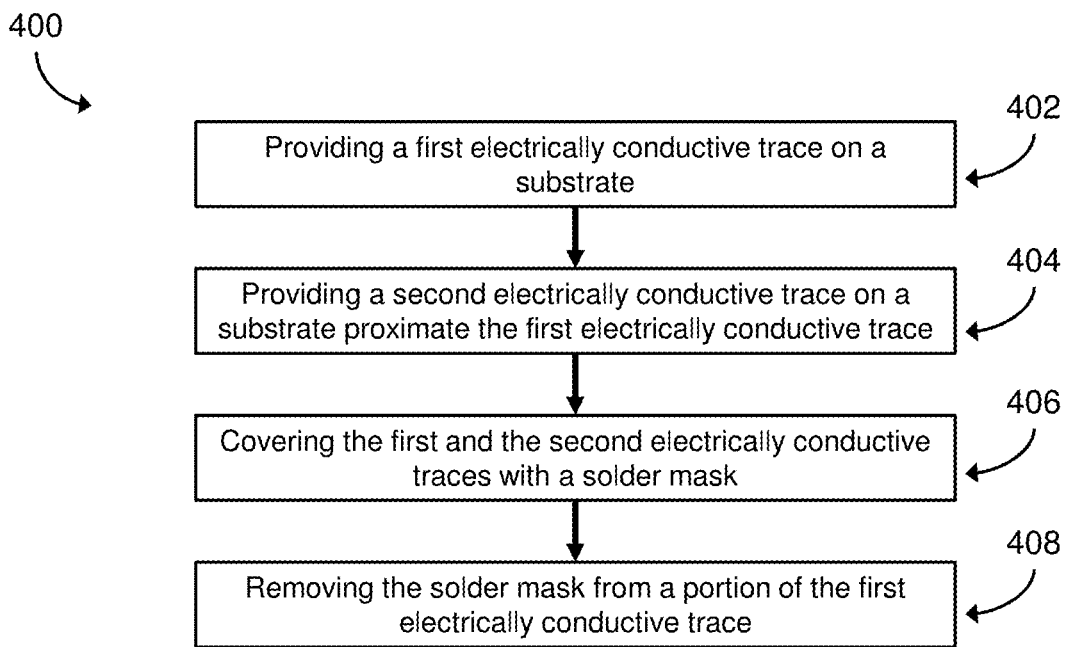 400
402
Providing a first electrically conductive trace on a
substrate
404
Providing a second electrically conductive trace on a
substrate proximate the first electrically conductive trace
406
Covering the first and the second electrically conductive
traces with a solder mask
408
Removing the solder mask from a portion of the first
electrically conductive trace